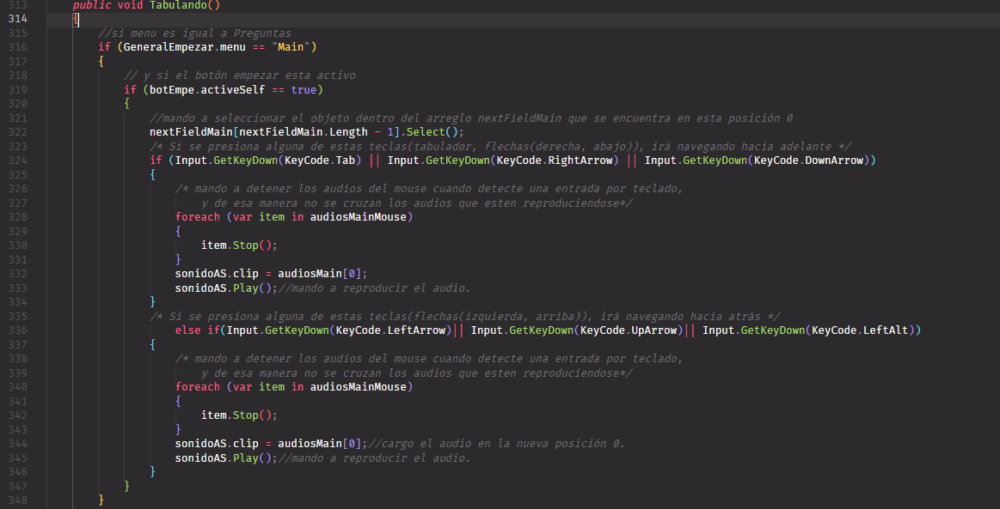 313 public void Tabulando()
314 {
315 //si menu es igual a Preguntas
316 if (GeneralEmpezar.menu == "Main")
317 {
318 // y si el botón empezar esta activo
319 if (botEmpe.activeSelf == true)
320 {
321 //mando a seleccionar el objeto dentro del arreglo nextFieldMain que se encuentra en esta posición 0
322 nextFieldMain[nextFieldMain.Length - 1].Select();
323 /* Si se presiona alguna de estas teclas(tabulador, flechas(derecha, abajo)), irá navegando hacia adelante */
324 if (Input.GetKeyDown(KeyCode.Tab) || Input.GetKeyDown(KeyCode.RightArrow) || Input.GetKeyDown(KeyCode.DownArrow))
325 {
326 /* mando a detener los audios del mouse cuando detecte una entrada por teclado,
327 y de esa manera no se cruzan los audios que esten reproduciendose*/
328 foreach (var item in audiosMainMouse)
329 {
330 item.Stop();
331 }
332 sonidoAS.clip = audiosMain[0];
333 sonidoAS.Play();//mando a reproducir el audio.
334 }
335 /* Si se presiona alguna de estas teclas(flechas(izquierda, arriba)), irá navegando hacia atrás */
336 else if(Input.GetKeyDown(KeyCode.LeftArrow)|| Input.GetKeyDown(KeyCode.UpArrow)|| Input.GetKeyDown(KeyCode.LeftAlt))
337 {
338 /* mando a detener los audios del mouse cuando detecte una entrada por teclado,
339 y de esa manera no se cruzan los audios que esten reproduciendose*/
340 foreach (var item in audiosMainMouse)
341 {
342 item.Stop();
343 }
344 sonidoAS.clip = audiosMain[0];//cargo el audio en la nueva posición 0.
345 sonidoAS.Play();//mando a reproducir el audio.
346 }
347 }
348 }